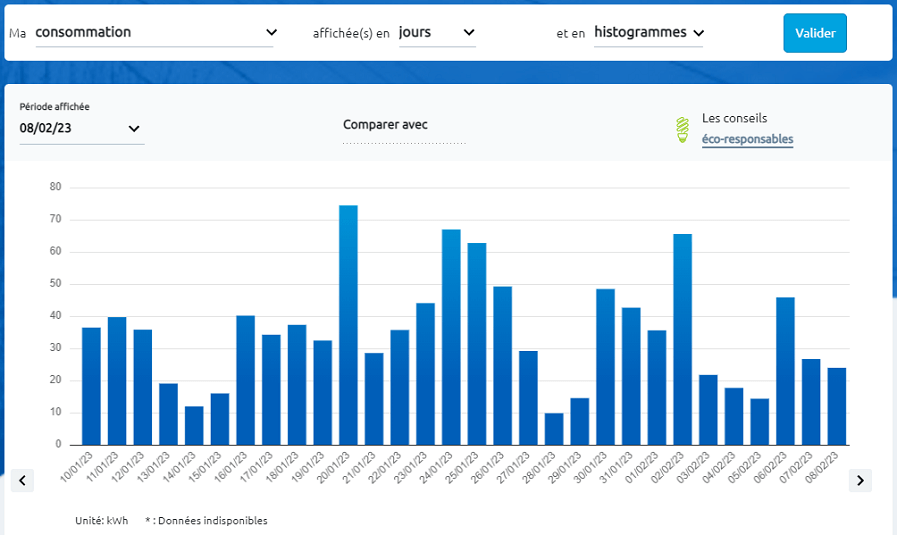 Ma consommation affichée(s) en jours et en histogrammes Valider
Période affichée
08/02/23
Comparer avec
Les conseils
éco-responsables
80
70
60
50
40
30
20
10
0
10/01/23 11/01/23 12/01/23 13/01/23 14/01/23 15/01/23 16/01/23 17/01/23 18/01/23 19/01/23 20/01/23 21/01/23 22/01/23 23/01/23 24/01/23 25/01/23 26/01/23 27/01/23 28/01/23 29/01/23 30/01/23 31/01/23 01/02/23 02/02/23 03/02/23 04/02/23 05/02/23 06/02/23 07/02/23 08/02/23
Unité: kWh * : Données indisponibles